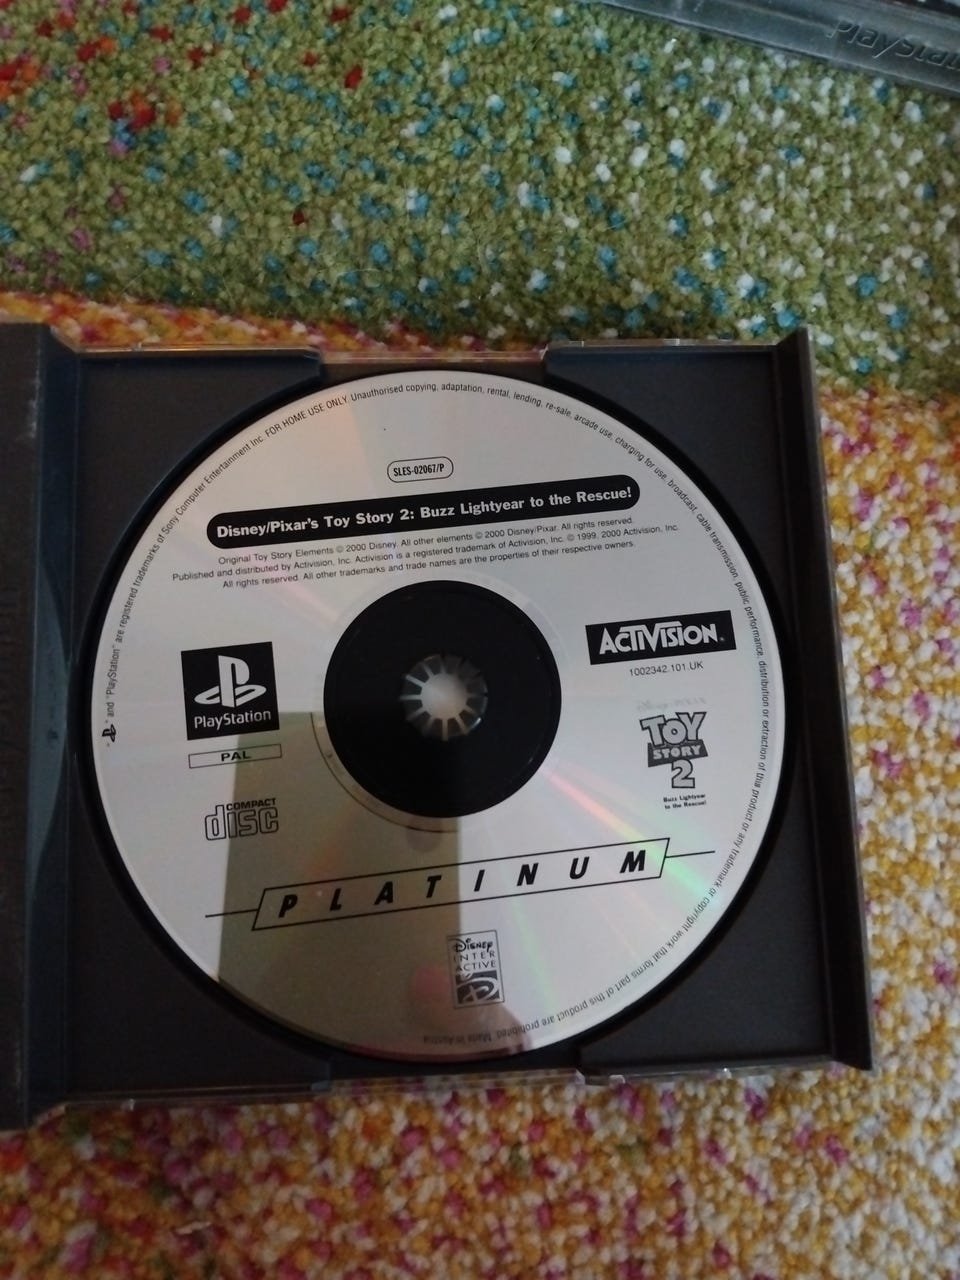 PlayStat
SLES-02067/P
Disney/Pixar's Toy Story 2: Buzz Lightyear to the Rescue!
Original Toy Story Elements © 2000 Disney. All other elements © 2000 Disney/Pixar. All rights reserved.
Published and distributed by Activision, Inc. Activision is a registered trademark of Activision, Inc. © 1999, 2000 Activision, Inc.
All rights reserved. All other trademarks and trade names are the properties of their respective owners.
ACTIVISION®
1002342.101.UK
PlayStation
PAL
TOY
STORY
2
Buzz Lightyear
to the Rescue!
COMPACT
disc
PLATINUM
DISNEY
INTER
ACTIVE
" and "PlayStation" are registered trademarks of Sony Computer Entertainment Inc. FOR HOME USE ONLY. Unauthorised copying, adaptation, rental, lending, re-sale, arcade use, charging for use, broadcast, cable transmission, public performance, distribution or extraction of this product or any trademark or copyright work that forms part of this product are prohibited. Made in Austria